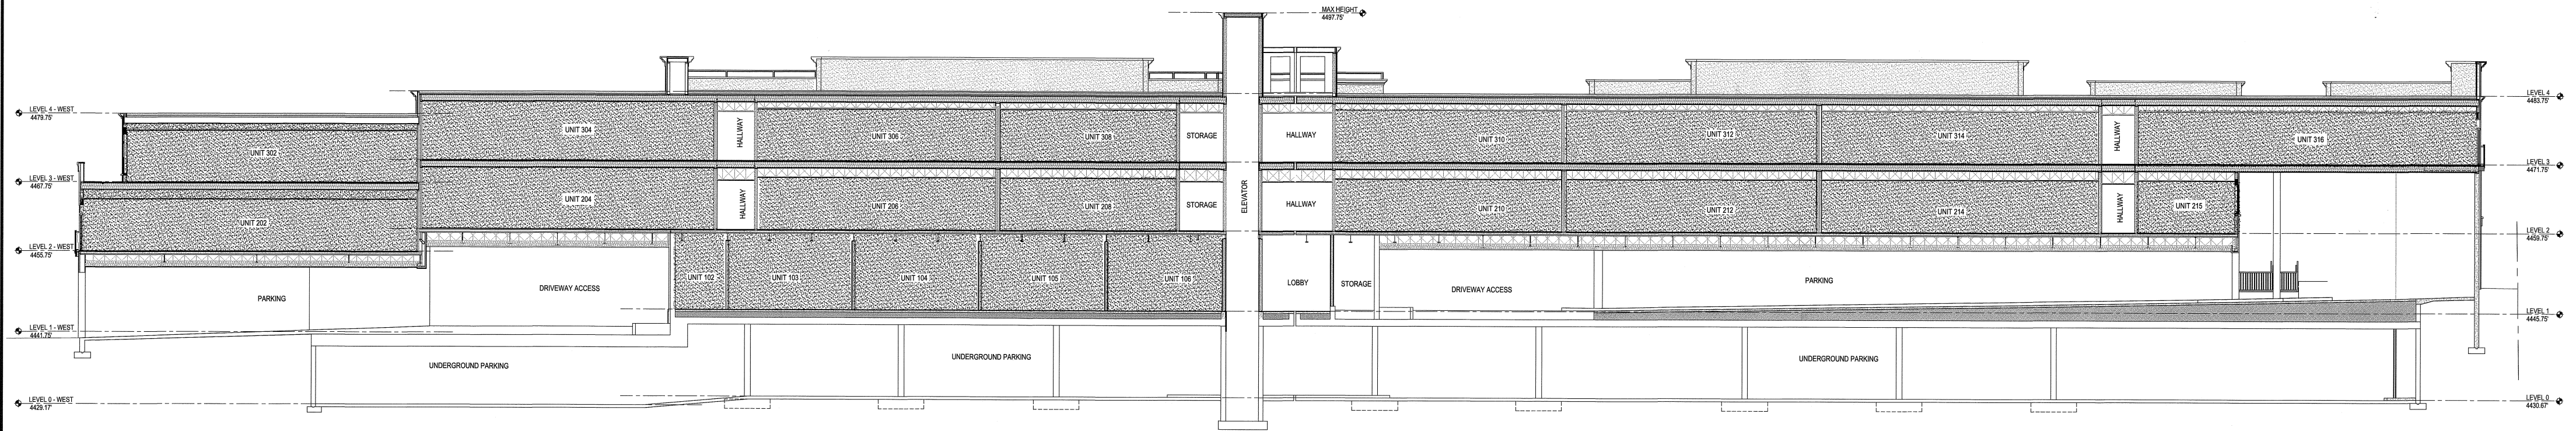 MAX HEIGHT
4497.75'
LEVEL 4 - WEST
4479.75'
LEVEL 4
4483.75'
UNIT 302
UNIT 304
HALLWAY
UNIT 306
UNIT 308
STORAGE
HALLWAY
UNIT 310
UNIT 312
UNIT 314
HALLWAY
UNIT 316
LEVEL 3 - WEST
4467.75'
LEVEL 3
4471.75'
UNIT 202
UNIT 204
HALLWAY
UNIT 206
UNIT 208
STORAGE
ELEVATOR
HALLWAY
UNIT 210
UNIT 212
UNIT 214
HALLWAY
UNIT 215
LEVEL 2 - WEST
4455.75'
LEVEL 2
4459.75'
PARKING
DRIVEWAY ACCESS
UNIT 102
UNIT 103
UNIT 104
UNIT 105
UNIT 106
LOBBY
STORAGE
DRIVEWAY ACCESS
PARKING
LEVEL 1 - WEST
4441.75'
LEVEL 1
4445.75'
UNDERGROUND PARKING
UNDERGROUND PARKING
UNDERGROUND PARKING
LEVEL 0 - WEST
4429.17'
LEVEL 0
4430.67'